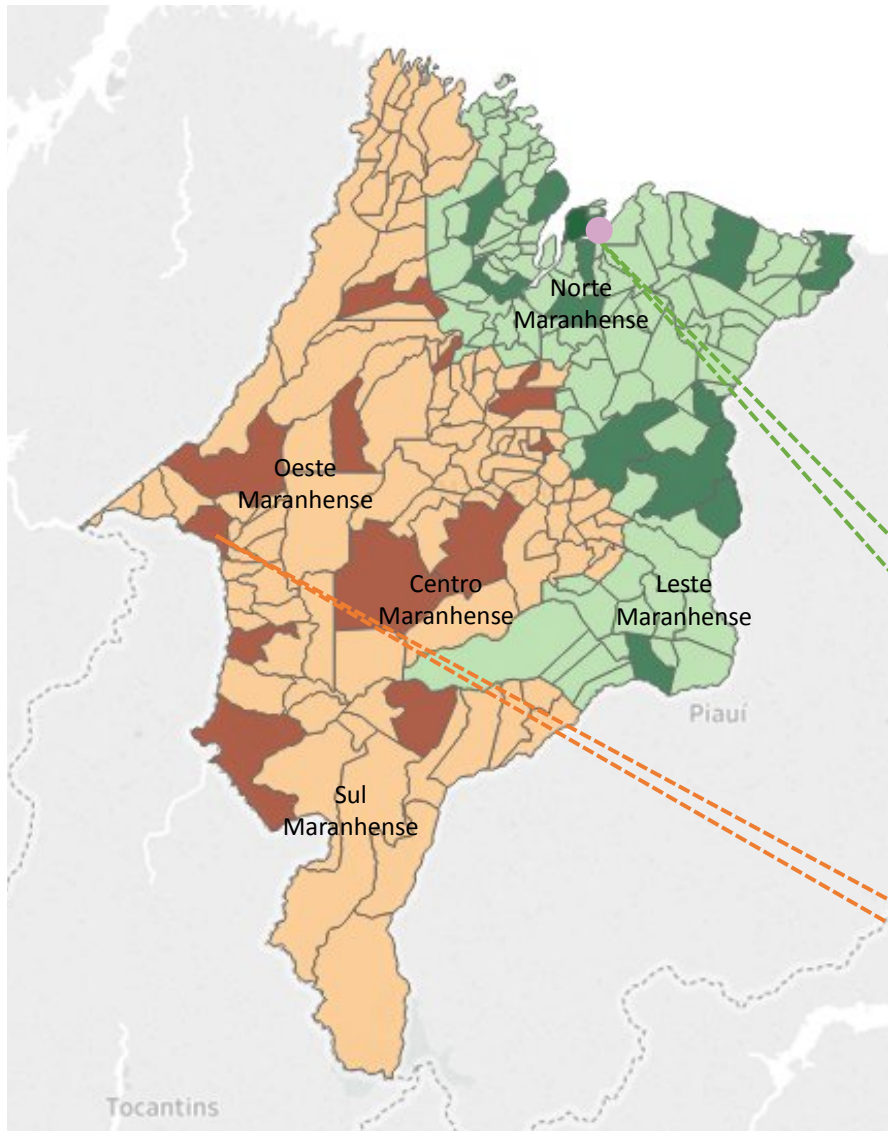 Norte
Maranhense
Oeste
Maranhense
Centro
Maranhense
Leste
Maranhense
Piauí
Sul
Maranhense
Tocantins